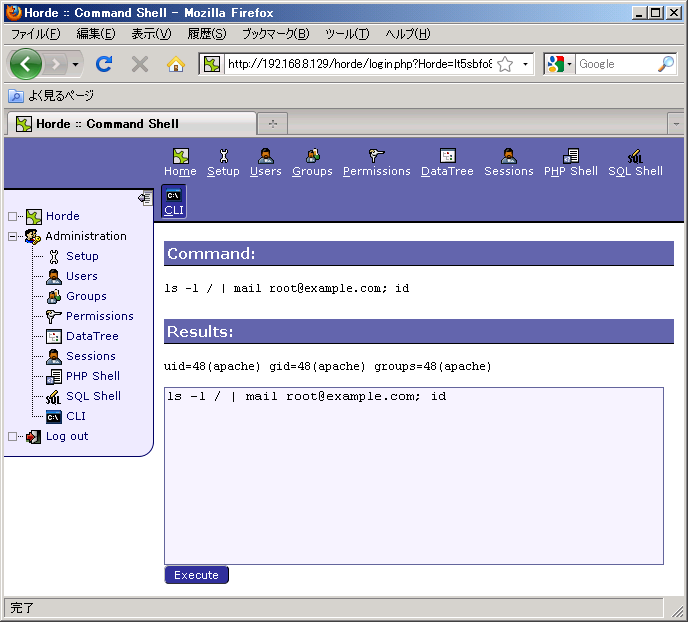 Horde :: Command Shell - Mozilla Firefox
ファイル(F) 編集(E) 表示(V) 履歴(S) ブックマーク(B) ツール(T) ヘルプ(H)
http://192.168.8.129/horde/login.php?Horde=lt5sbfo8
Google
よく見るページ
Horde :: Command Shell
Home Setup Users Groups Permissions DataTree Sessions PHP Shell SQL Shell
CLI
Horde
Administration
Setup
Users
Groups
Permissions
DataTree
Sessions
PHP Shell
SQL Shell
CLI
Log out
Command:
ls -l / | mail root@example.com; id
Results:
uid=48(apache) gid=48(apache) groups=48(apache)
ls -l / | mail root@example.com; id
Execute
完了